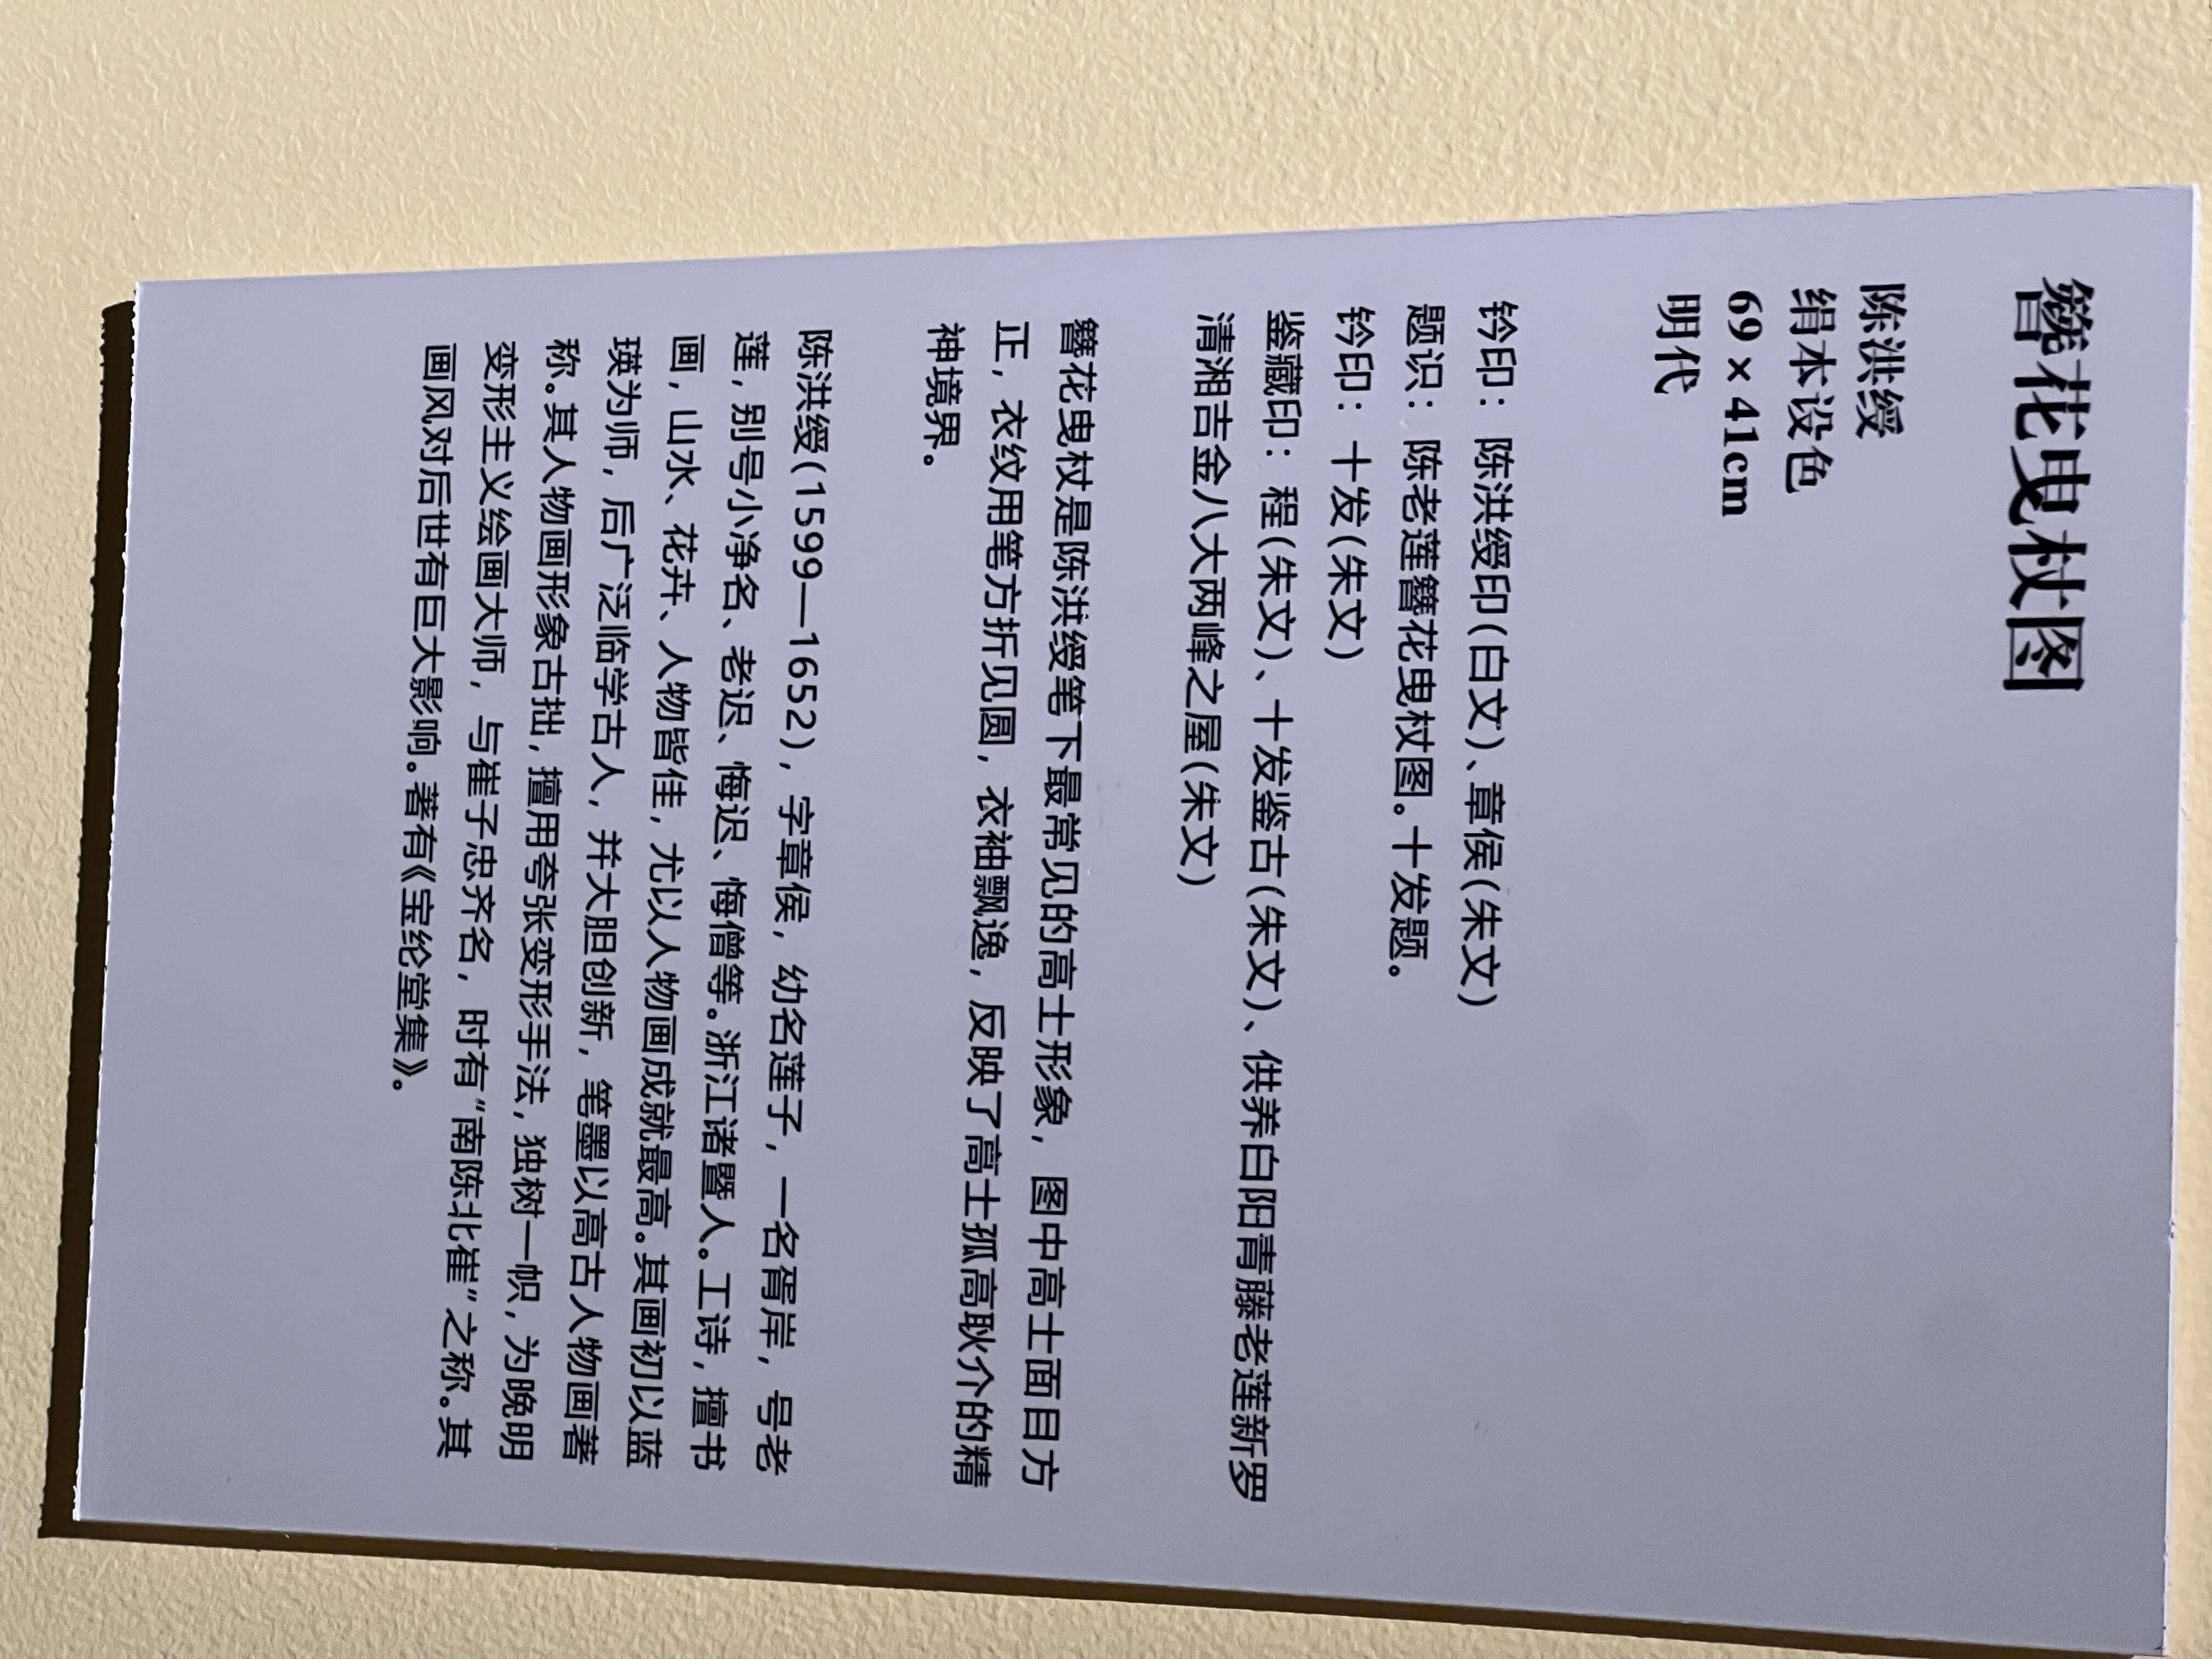 簪花曳杖图
陈洪绶
绢本设色
69 × 41cm
明代
钤印：陈洪绶印(白文)、章侯(朱文)
题识：陈老莲簪花曳杖图。十发题。
钤印：十发(朱文)
鉴藏印：程(朱文)、十发鉴古(朱文)、供养白阳青藤老莲新罗
清湘吉金八大两峰之屋(朱文)
簪花曳杖是陈洪绶笔下最常见的高士形象，图中高士面目方
正，衣纹用笔方折见圆，衣袖飘逸，反映了高士孤高耿介的精
神境界。
陈洪绶(1599—1652)，字章侯，幼名莲子，一名胥岸，号老
莲，别号小净名、老迟、悔迟、悔僧等。浙江诸暨人。工诗，擅书
画，山水、花卉、人物皆佳，尤以人物画成就最高。其画初以蓝
瑛为师，后广泛临学古人，并大胆创新，笔墨以高古人物画著
称。其人物画形象古拙，擅用夸张变形手法，独树一帜，为晚明
变形主义绘画大师，与崔子忠齐名，时有“南陈北崔”之称。其
画风对后世有巨大影响。著有《宝纶堂集》。